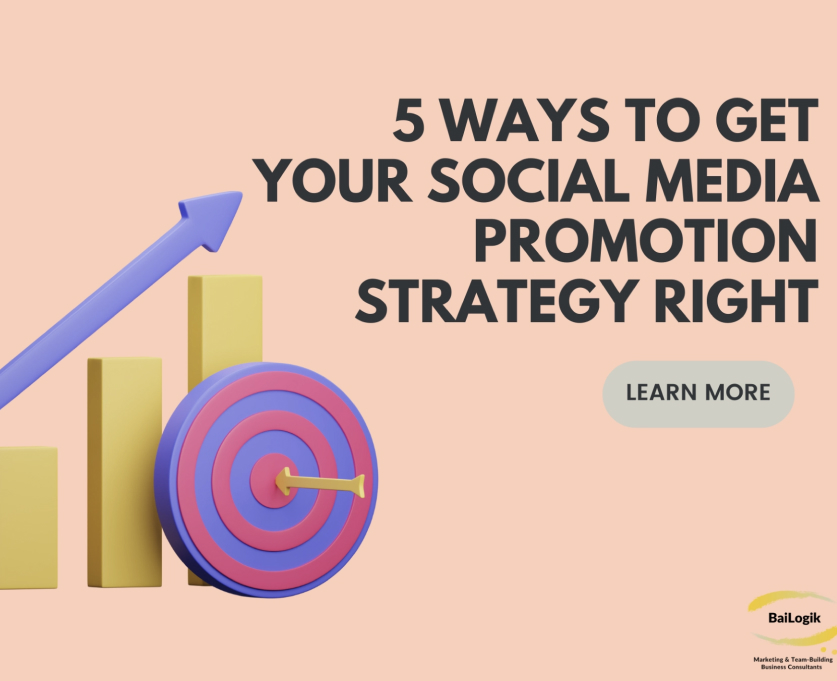 5 WAYS TO GET
YOUR SOCIAL MEDIA
PROMOTION
STRATEGY RIGHT
LEARN MORE
BaiLogik
Marketing & Team-Building
Business Consultants